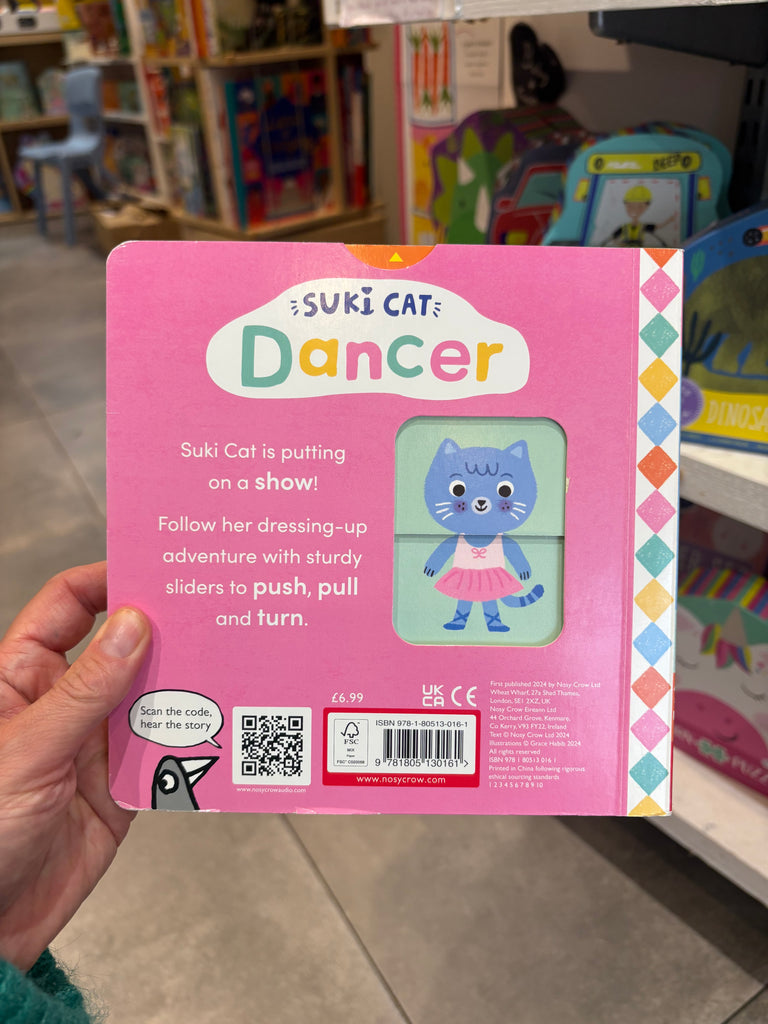 SUKI CAT
Dancer
Suki Cat is putting
on a show!
Follow her dressing-up
adventure with sturdy
sliders to push, pull
and turn.
Scan the code,
hear the story
www.nosycrowaudio.com
£6.99
UK
CA CE
FSC
MIX
Paper
ISBN 978-1-80513-016-1
9 781805 130161 >
www.nosycrow.com
First published 2024 by Nosy Crow Ltd
Wheat Wharf, 27a Shad Thames,
London, SE1 2XZ, UK
Nosy Crow Eireann Ltd
44 Orchard Grove, Kenmare,
Co Kerry, V93 FY22, Ireland
Text © Nosy Crow Ltd 2024
Illustrations © Grace Habib 2024
All rights reserved
ISBN 978 1 80513 016 1
Printed in China following rigorous
ethical sourcing standards
1 2 3 4 5 6 7 8 9 10
BEEP